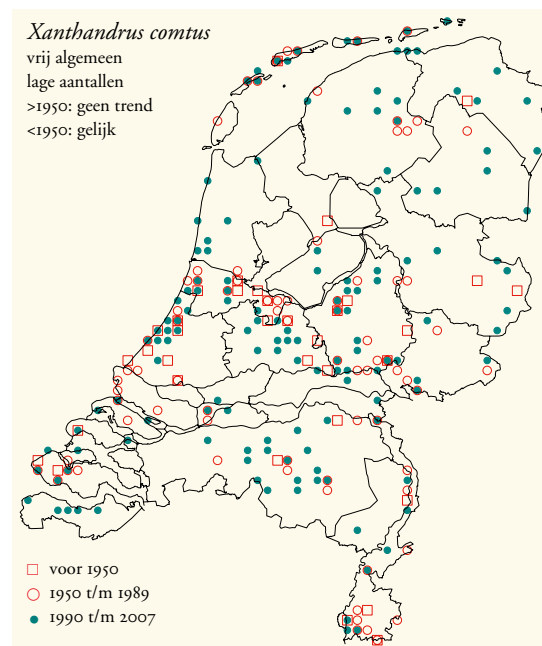 Xanthandrus comtus
vrij algemeen
lage aantallen
>1950: geen trend
<1950: gelijk
voor 1950
1950 t/m 1989
1990 t/m 2007